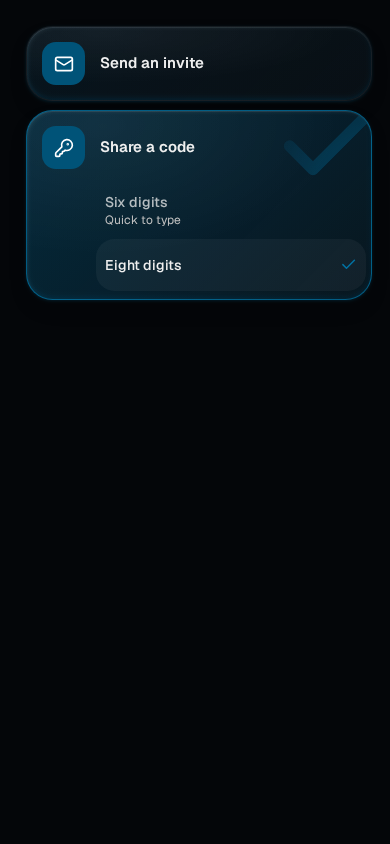 Send an invite
Share a code
Six digits
Quick to type
Eight digits